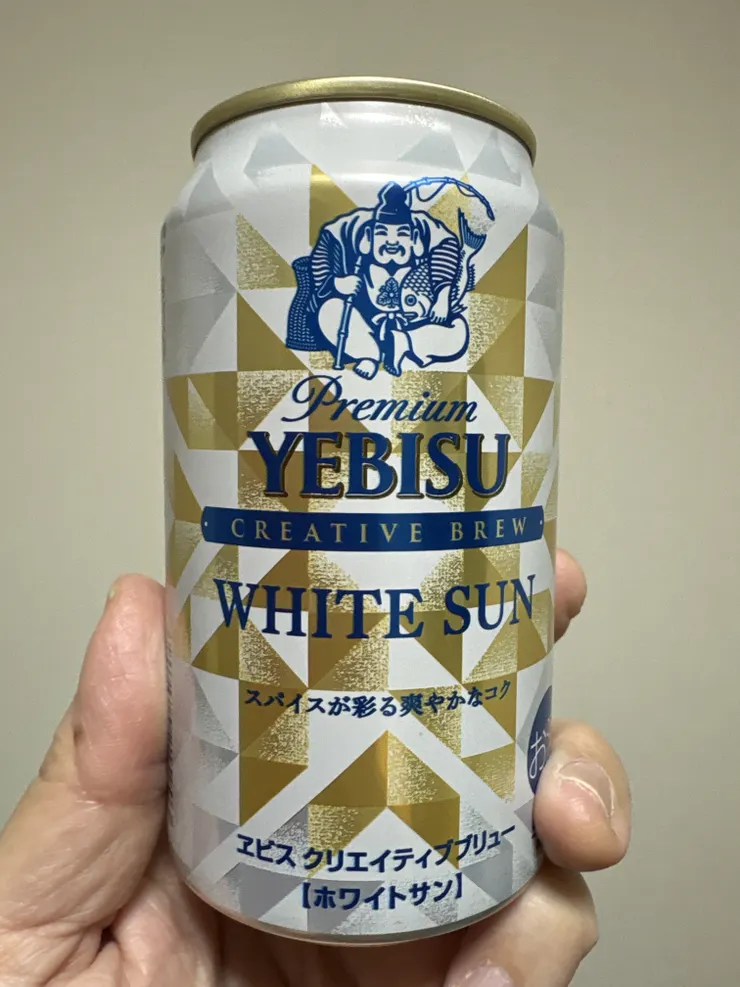 Premium
YEBISU
CREATIVE BREW
WHITE SUN
スパイスが彩る爽やかなコク
ヱビス クリエイティブブリュー
【ホワイトサン】